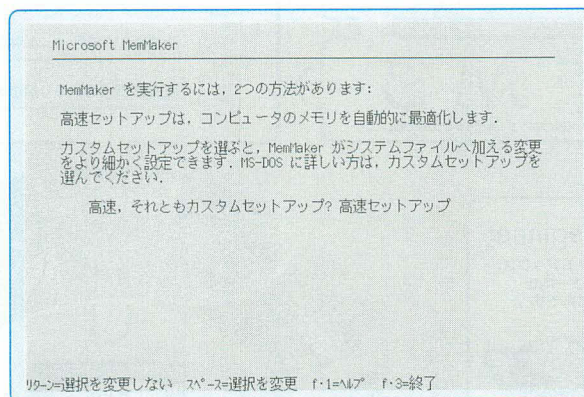 Microsoft MemMaker
MemMaker を実行するには，2つの方法があります:
高速セットアップは，コンピュータのメモリを自動的に最適化します．
カスタムセットアップを選ぶと，MemMaker がシステムファイルへ加える変更
をより細かく設定できます．MS-DOS に詳しい方は，カスタムセットアップを
選んでください．
高速，それともカスタムセットアップ? 高速セットアップ
ﾘﾀｰﾝ=選択を変更しない ｽﾍﾟｰｽ=選択を変更 f･1=ﾍﾙﾌﾟ f･3=終了